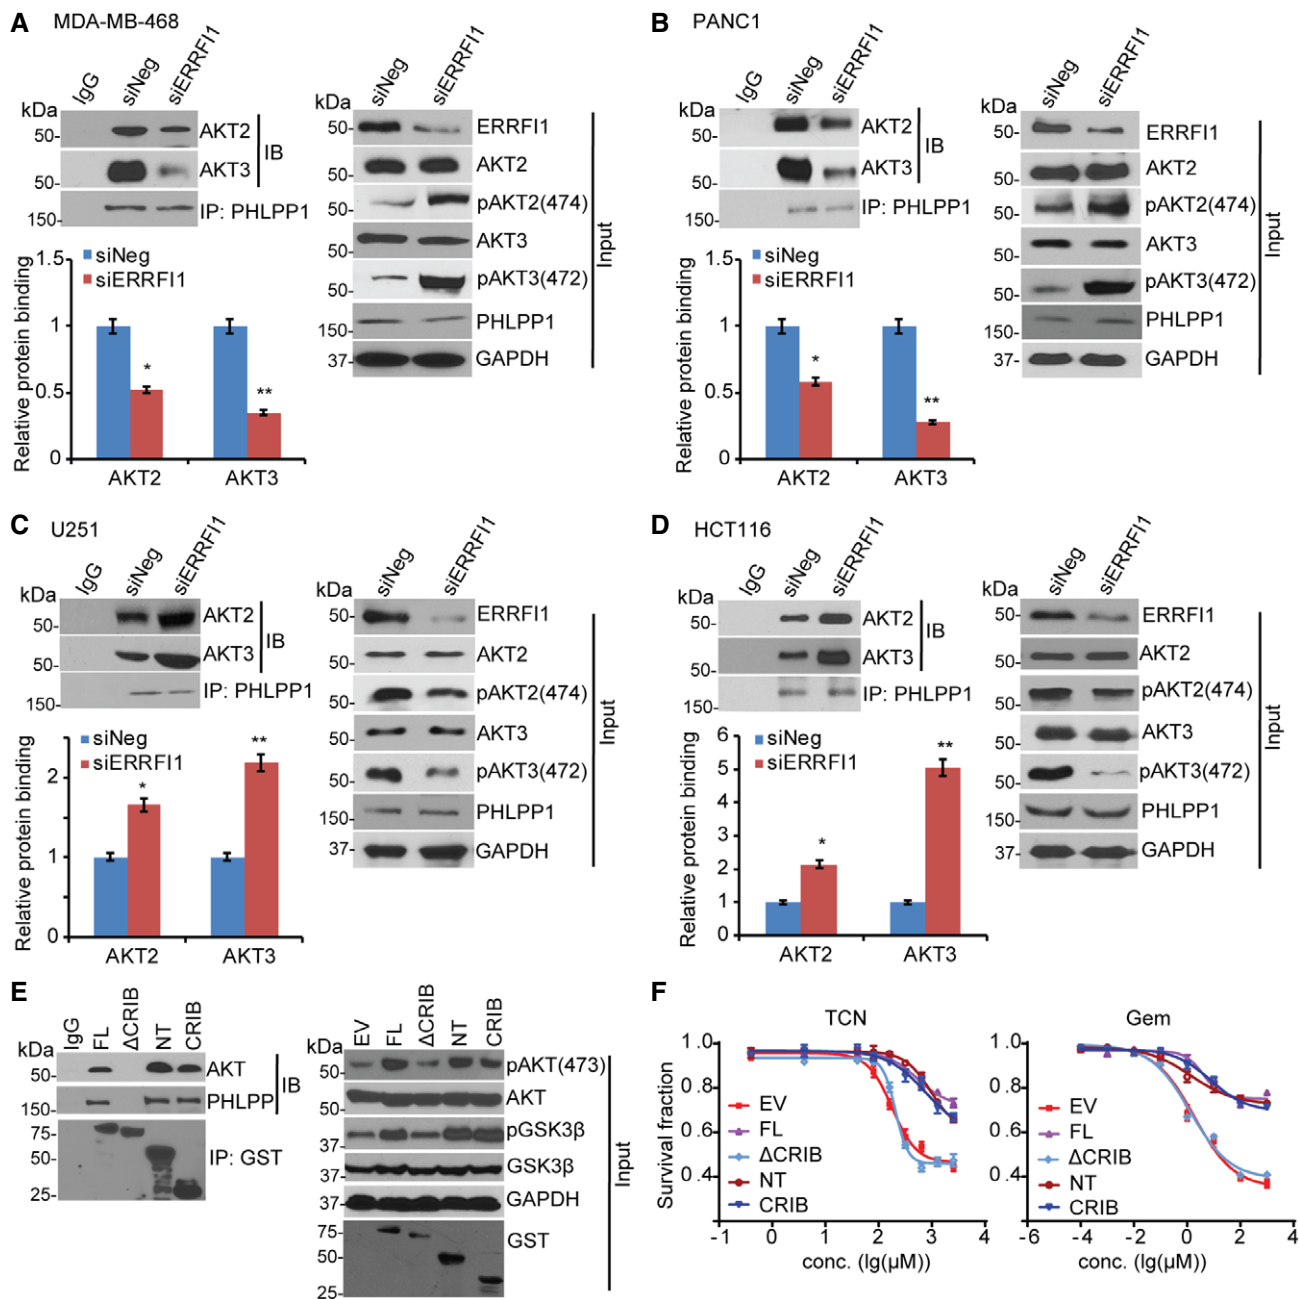 A MDA-MB-468
IgG siNeg siERRFI1
kDa
50- AKT2
50- AKT3
IB
150- IP: PHLPP1
siNeg siERRFI1
kDa
50- ERRFI1
50- AKT2
50- pAKT2(474)
50- AKT3
50- pAKT3(472)
150- PHLPP1
37- GAPDH
Input
siNeg
siERRFI1
Relative protein binding
1.5
1
0.5
0
* **
AKT2 AKT3
B PANC1
IgG siNeg siERRFI1
kDa
50- AKT2
50- AKT3
IB
150- IP: PHLPP1
siNeg siERRFI1
kDa
50- ERRFI1
50- AKT2
50- pAKT2(474)
50- AKT3
50- pAKT3(472)
150- PHLPP1
37- GAPDH
Input
siNeg
siERRFI1
Relative protein binding
1.5
1
0.5
0
* **
AKT2 AKT3
C U251
IgG siNeg siERRFI1
kDa
50- AKT2
50- AKT3
IB
150- IP: PHLPP1
siNeg siERRFI1
kDa
50- ERRFI1
50- AKT2
50- pAKT2(474)
50- AKT3
50- pAKT3(472)
150- PHLPP1
37- GAPDH
Input
siNeg
siERRFI1
Relative protein binding
2
1
0
* **
AKT2 AKT3
D HCT116
IgG siNeg siERRFI1
kDa
50- AKT2
50- AKT3
IB
150- IP: PHLPP1
siNeg siERRFI1
kDa
50- ERRFI1
50- AKT2
50- pAKT2(474)
50- AKT3
50- pAKT3(472)
150- PHLPP1
37- GAPDH
Input
siNeg
siERRFI1
Relative protein binding
6
5
4
3
2
1
0
* **
AKT2 AKT3
E
IgG FL ΔCRIB NT CRIB
kDa
50- AKT
150- PHLPP
IB
75-
50- IP: GST
25-
EV FL ΔCRIB NT CRIB
kDa
50- pAKT(473)
50- AKT
37- pGSK3β
37- GSK3β
37- GAPDH
75- GST
50-
25-
Input
F
TCN
Survival fraction
1.0
0.8
0.6
0.4
EV
FL
ΔCRIB
NT
CRIB
-1 0 1 2 3 4
conc. (lg(µM))
Gem
1.0
0.8
0.6
0.4
EV
FL
ΔCRIB
NT
CRIB
-6 -4 -2 0 2 4
conc. (lg(µM))